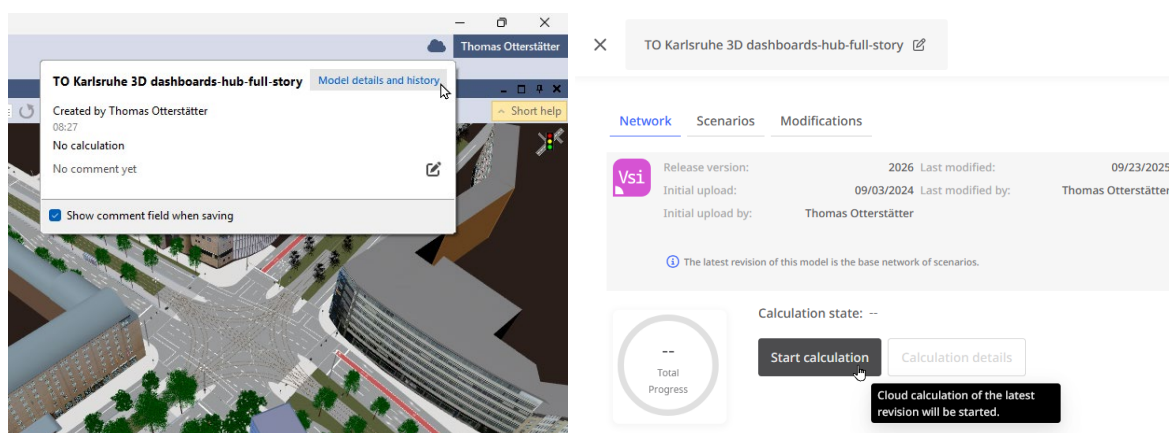 Thomas Otterstätter
TO Karlsruhe 3D dashboards-hub-full-story
Model details and history
Created by Thomas Otterstätter
08:27
No calculation
No comment yet
Show comment field when saving
Short help
TO Karlsruhe 3D dashboards-hub-full-story
Network Scenarios Modifications
Vsi
Release version: 2026 Last modified: 09/23/2025
Initial upload: 09/03/2024 Last modified by: Thomas Otterstätter
Initial upload by: Thomas Otterstätter
The latest revision of this model is the base network of scenarios.
Calculation state: --
--
Total
Progress
Start calculation
Calculation details
Cloud calculation of the latest
revision will be started.